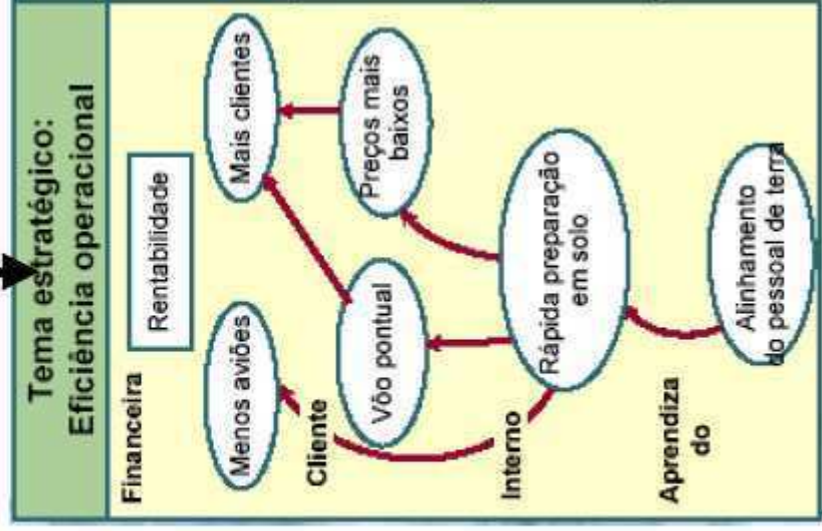 Tema estratégico:
Eficiência operacional
Financeira
Rentabilidade
Menos aviões
Mais clientes
Cliente
Vôo pontual
Preços mais
baixos
Interno
Rápida preparação
em solo
Aprendiza
do
Alinhamento
do pessoal de terra